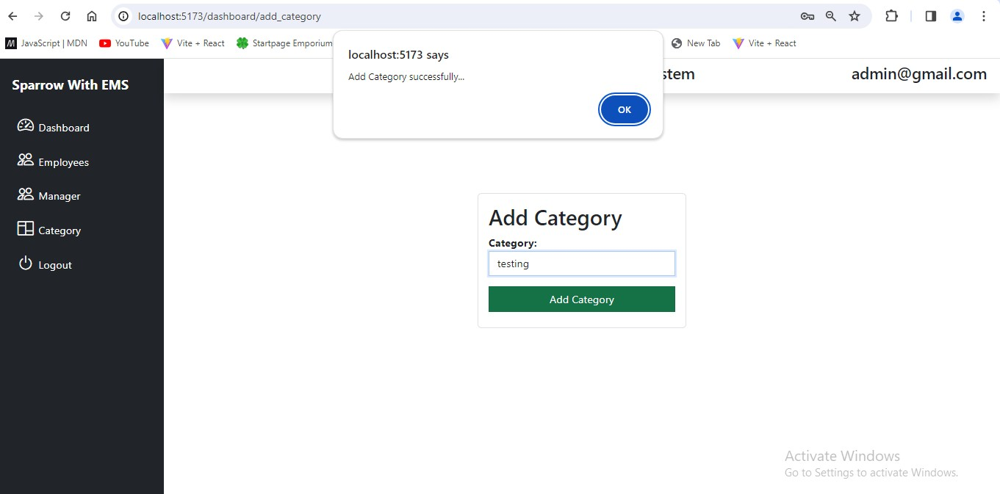 localhost:5173/dashboard/add_category
JavaScript | MDN YouTube Vite + React Startpage Emporium New Tab Vite + React
localhost:5173 says
Add Category successfully...
OK
Sparrow With EMS
stem
admin@gmail.com
Dashboard
Employees
Manager
Category
Logout
Add Category
Category:
testing
Add Category
Activate Windows
Go to Settings to activate Windows.